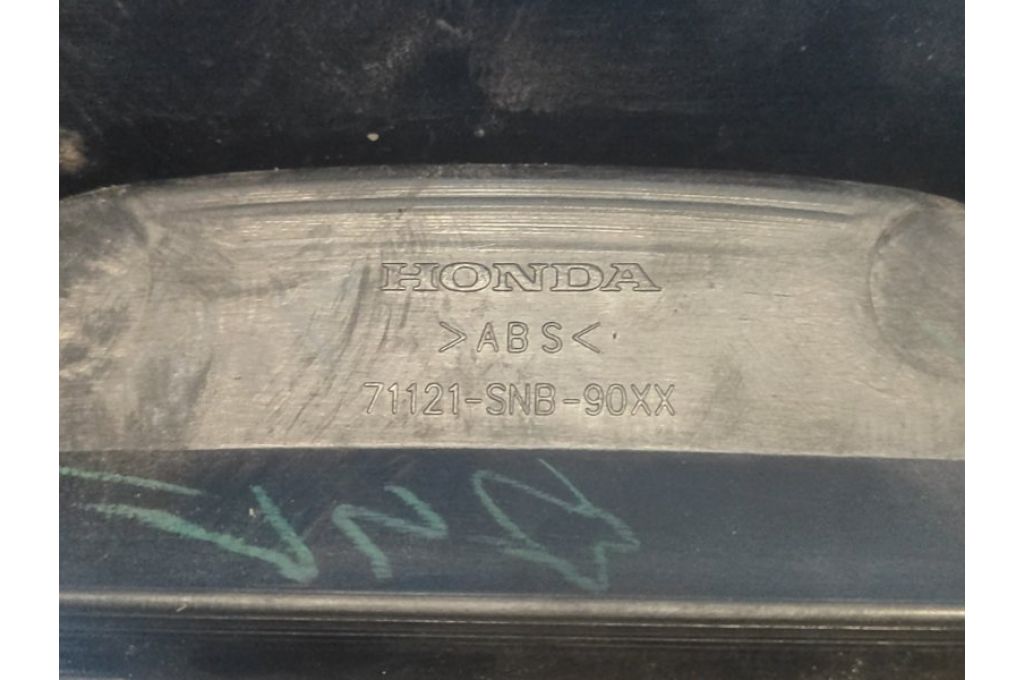 HONDA
>ABS<
71121-SNB-90XX